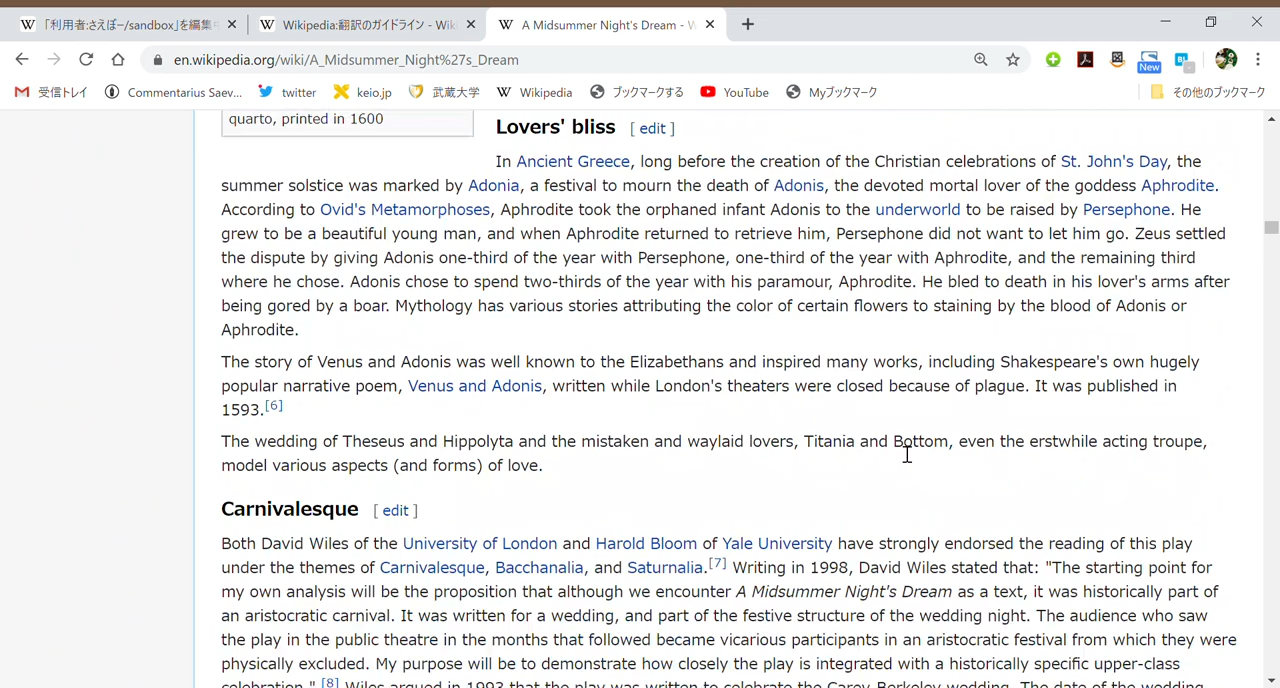 「利用者:さえぼー/sandbox」を編集中
Wikipedia:翻訳のガイドライン - Wiki
A Midsummer Night's Dream - W
en.wikipedia.org/wiki/A_Midsummer_Night%27s_Dream
New
受信トレイ Commentarius Saev... twitter keio.jp 武蔵大学 Wikipedia ブックマークする YouTube Myブックマーク その他のブックマーク
quarto, printed in 1600
Lovers' bliss [ edit ]
In Ancient Greece, long before the creation of the Christian celebrations of St. John's Day, the
summer solstice was marked by Adonia, a festival to mourn the death of Adonis, the devoted mortal lover of the goddess Aphrodite.
According to Ovid's Metamorphoses, Aphrodite took the orphaned infant Adonis to the underworld to be raised by Persephone. He
grew to be a beautiful young man, and when Aphrodite returned to retrieve him, Persephone did not want to let him go. Zeus settled
the dispute by giving Adonis one-third of the year with Persephone, one-third of the year with Aphrodite, and the remaining third
where he chose. Adonis chose to spend two-thirds of the year with his paramour, Aphrodite. He bled to death in his lover's arms after
being gored by a boar. Mythology has various stories attributing the color of certain flowers to staining by the blood of Adonis or
Aphrodite.
The story of Venus and Adonis was well known to the Elizabethans and inspired many works, including Shakespeare's own hugely
popular narrative poem, Venus and Adonis, written while London's theaters were closed because of plague. It was published in
1593.[6]
The wedding of Theseus and Hippolyta and the mistaken and waylaid lovers, Titania and Bottom, even the erstwhile acting troupe,
model various aspects (and forms) of love.
Carnivalesque [ edit ]
Both David Wiles of the University of London and Harold Bloom of Yale University have strongly endorsed the reading of this play
under the themes of Carnivalesque, Bacchanalia, and Saturnalia.[7] Writing in 1998, David Wiles stated that: "The starting point for
my own analysis will be the proposition that although we encounter A Midsummer Night's Dream as a text, it was historically part of
an aristocratic carnival. It was written for a wedding, and part of the festive structure of the wedding night. The audience who saw
the play in the public theatre in the months that followed became vicarious participants in an aristocratic festival from which they were
physically excluded. My purpose will be to demonstrate how closely the play is integrated with a historically specific upper-class
celebration."[8] Wiles argued in 1993 that the play was written to celebrate the Carey-Berkeley wedding. The date of the wedding